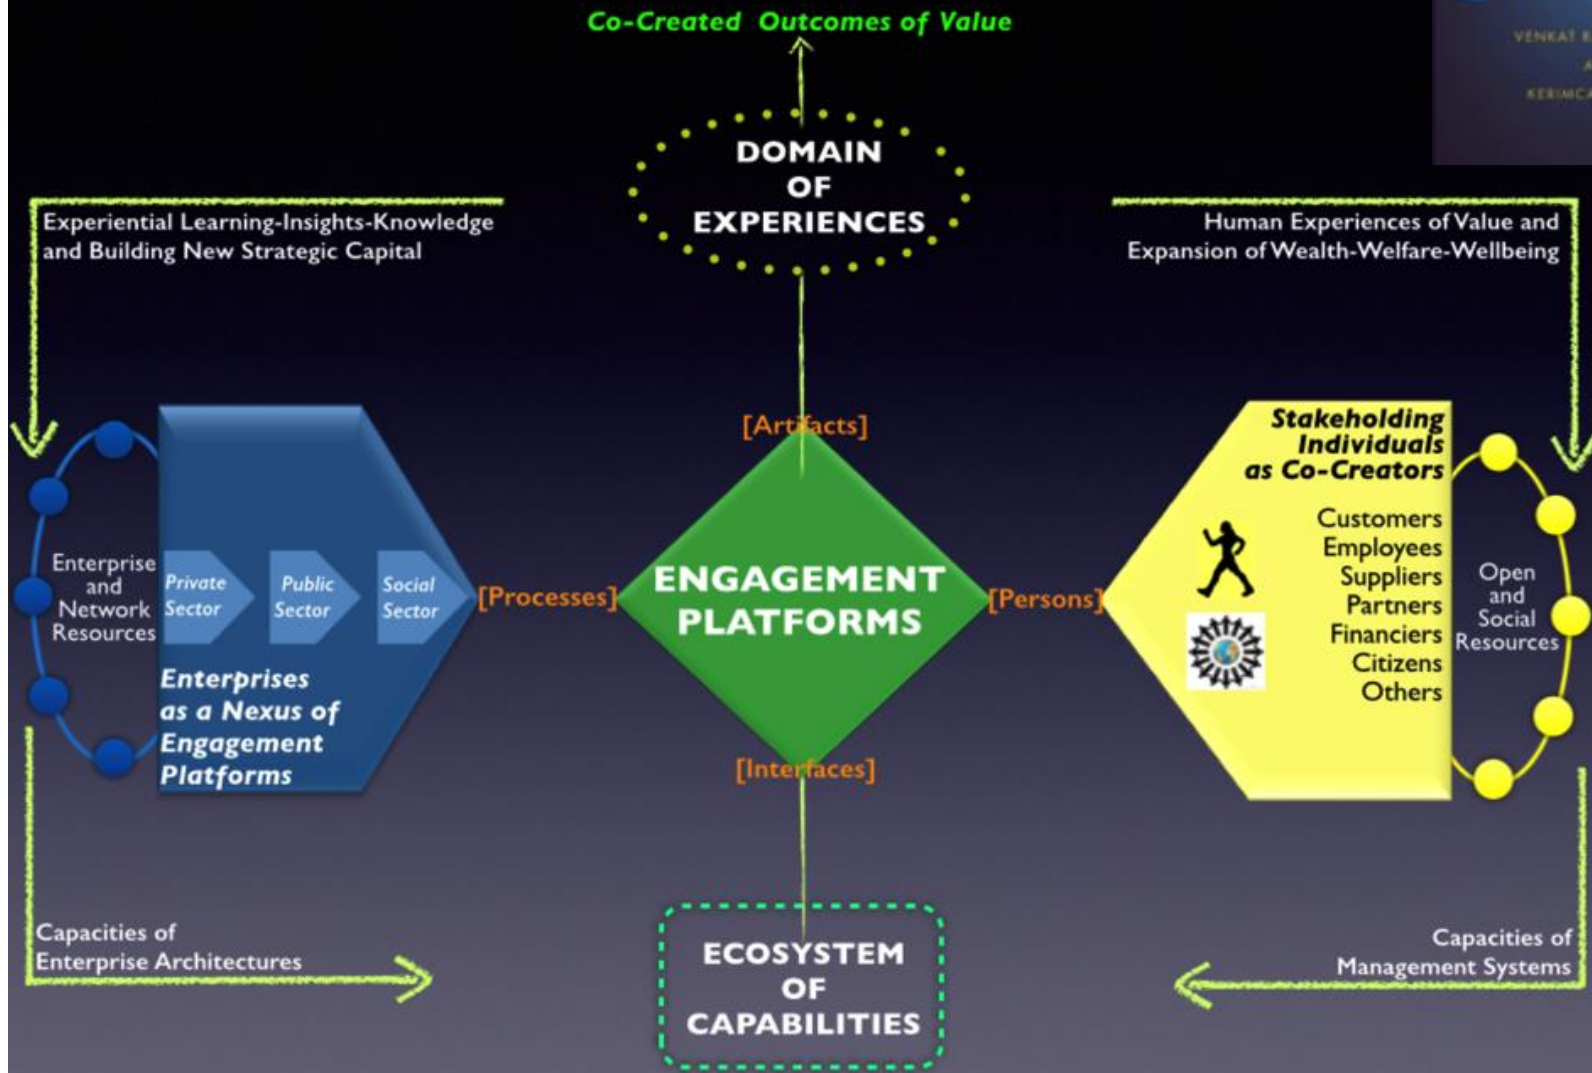 Co-Created Outcomes of Value
VENKAT
KERIMCA
DOMAIN
OF
EXPERIENCES
Experiential Learning-Insights-Knowledge
and Building New Strategic Capital
Human Experiences of Value and
Expansion of Wealth-Welfare-Wellbeing
Enterprise
and
Network
Resources
Private
Sector
Public
Sector
Social
Sector
Enterprises
as a Nexus of
Engagement
Platforms
[Processes]
[Artifacts]
ENGAGEMENT
PLATFORMS
[Interfaces]
[Persons]
Stakeholding
Individuals
as Co-Creators
Customers
Employees
Suppliers
Partners
Financiers
Citizens
Others
Open
and
Social
Resources
Capacities of
Enterprise Architectures
ECOSYSTEM
OF
CAPABILITIES
Capacities of
Management Systems